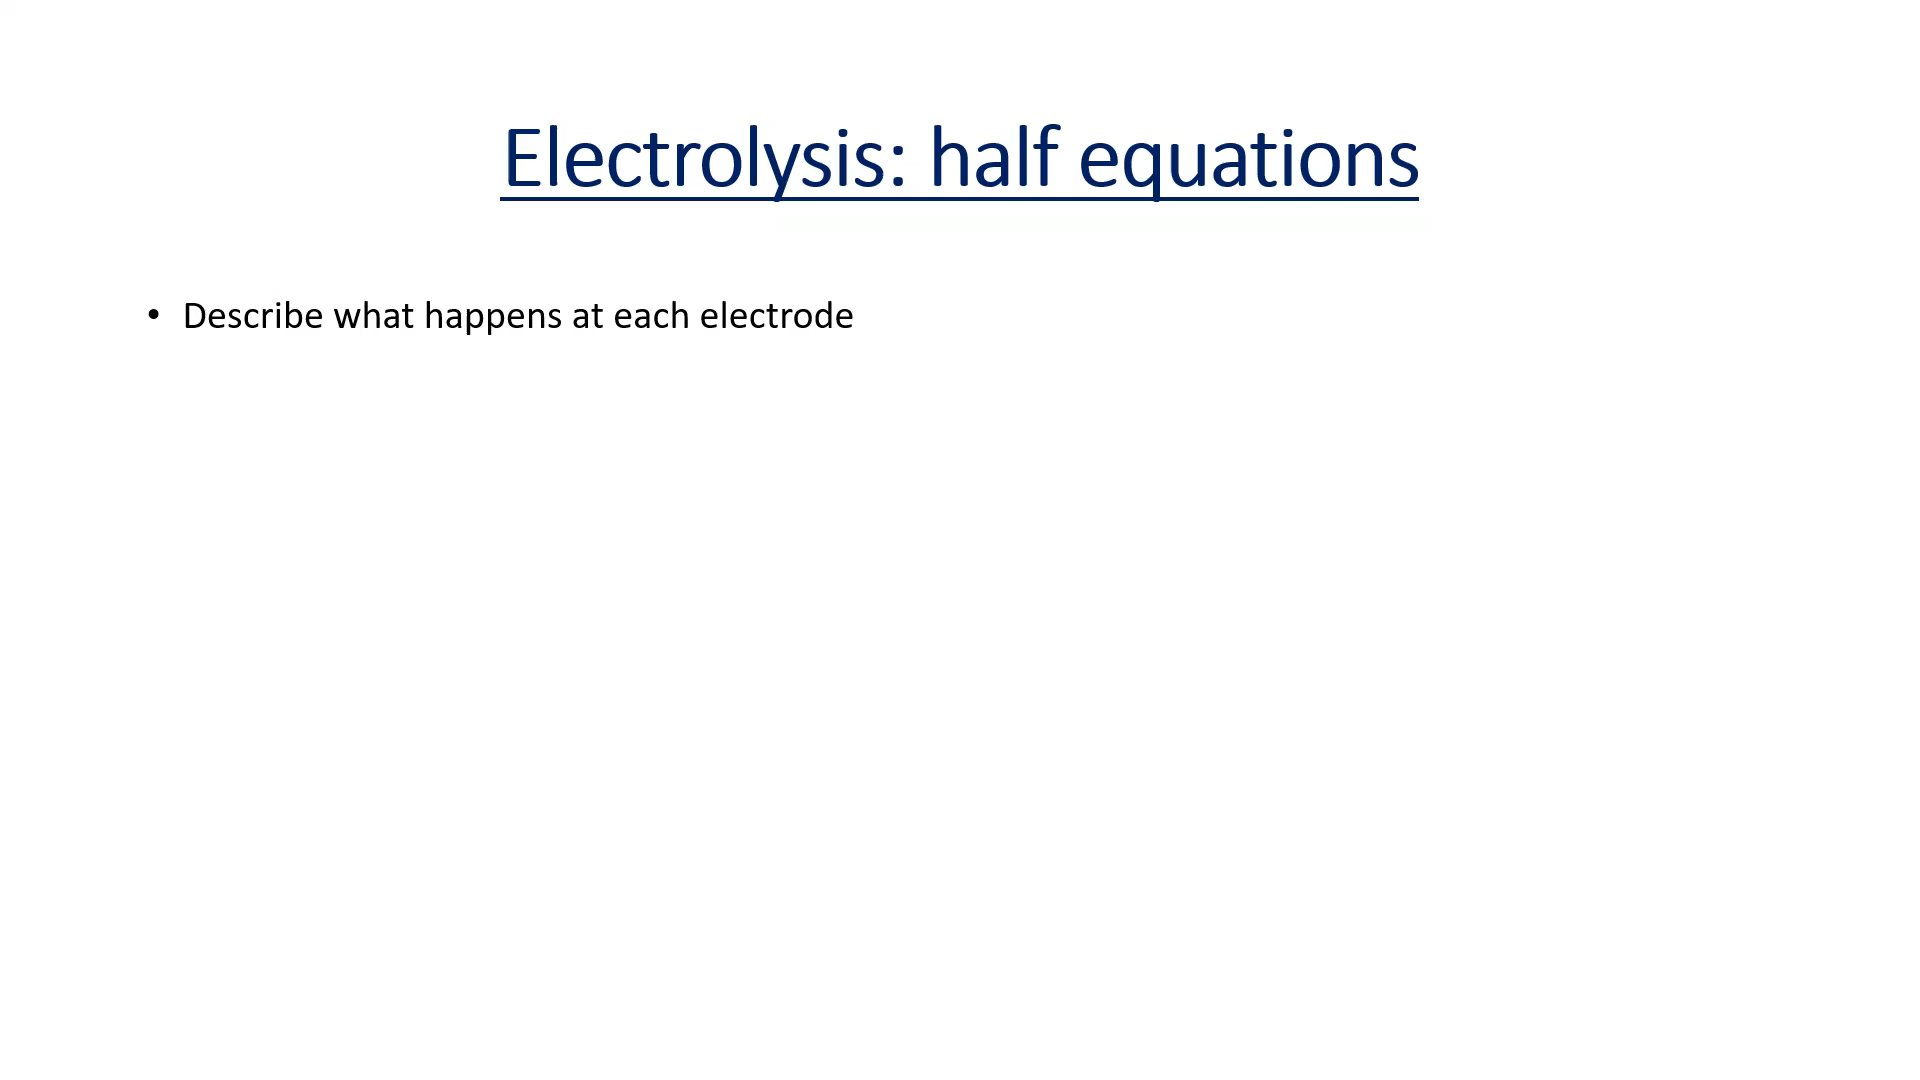 Electrolysis: half equations
• Describe what happens at each electrode